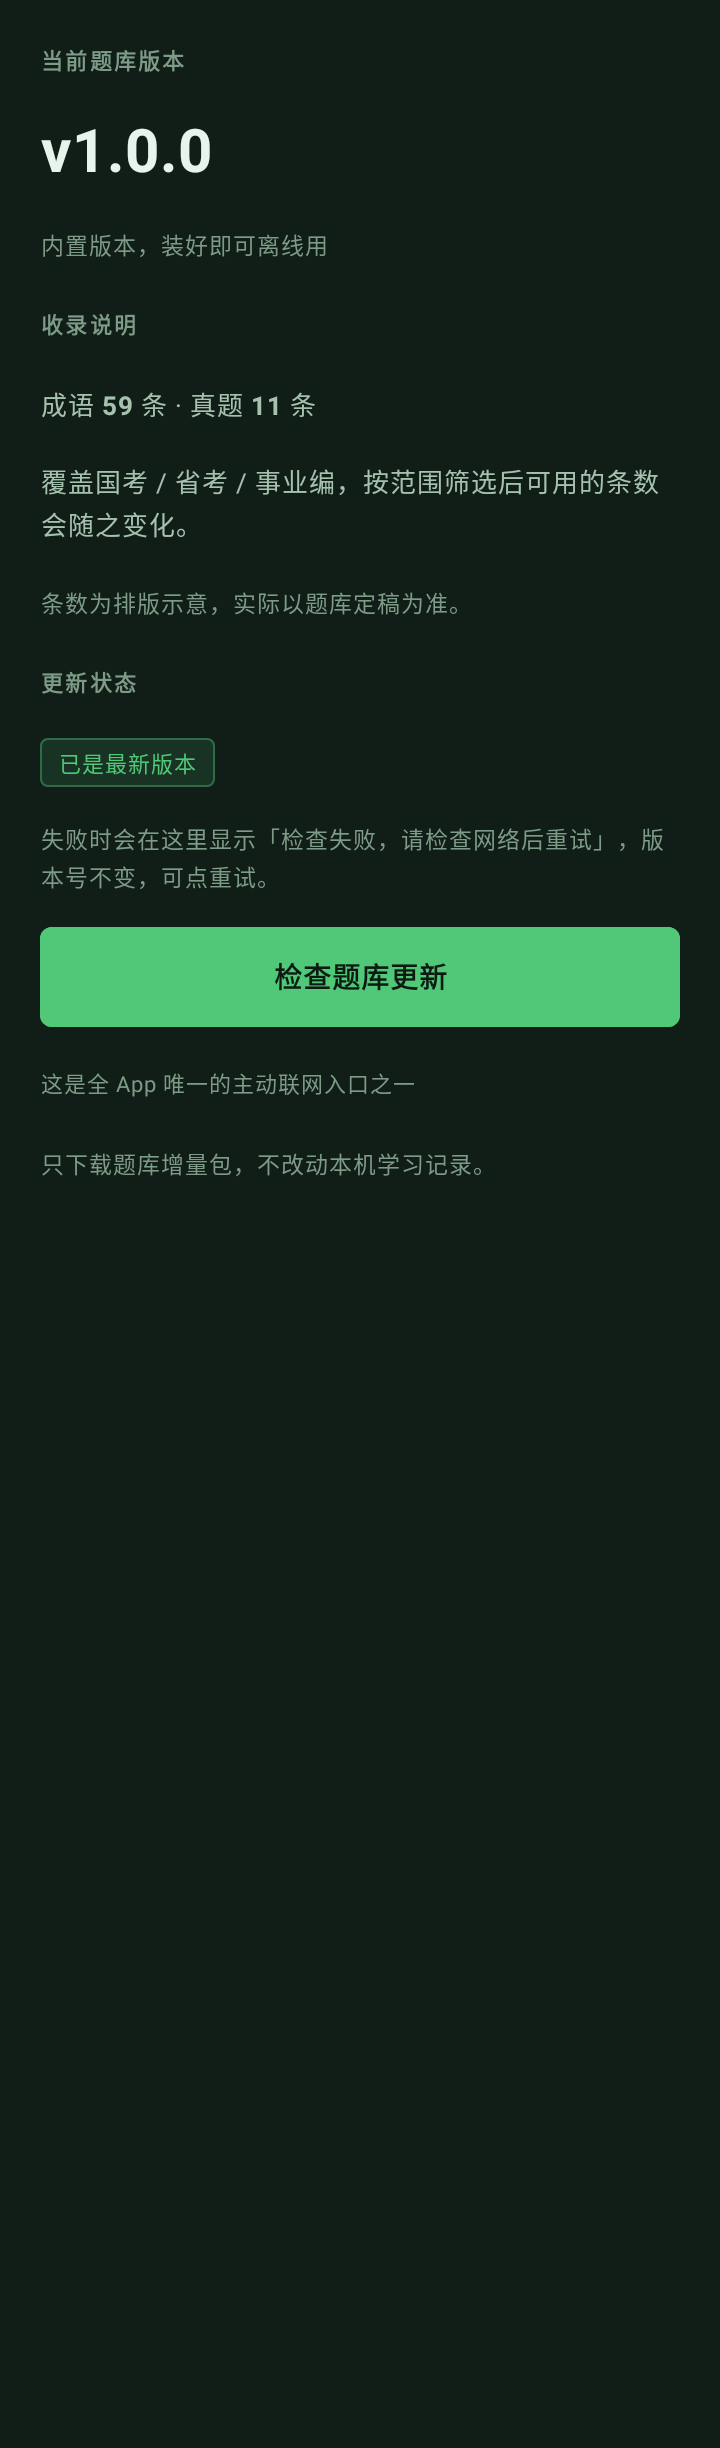 当前题库版本
v1.0.0
内置版本，装好即可离线用
收录说明
成语 59 条 · 真题 11 条
覆盖国考 / 省考 / 事业编，按范围筛选后可用的条数
会随之变化。
条数为排版示意，实际以题库定稿为准。
更新状态
已是最新版本
失败时会在这里显示「检查失败，请检查网络后重试」，版
本号不变，可点重试。
检查题库更新
这是全 App 唯一的主动联网入口之一
只下载题库增量包，不改动本机学习记录。